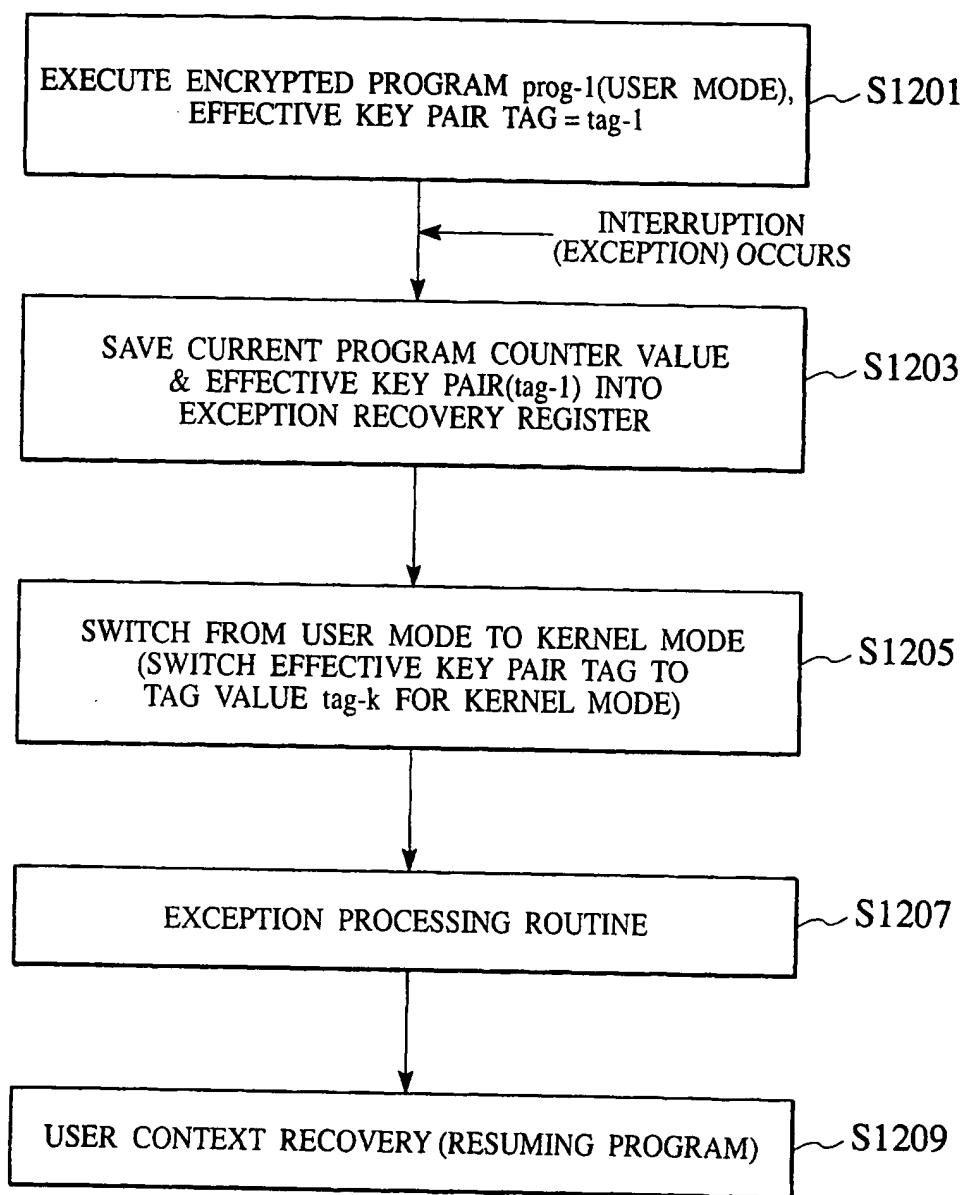 EXECUTE ENCRYPTED PROGRAM prog-1(USER MODE),
EFFECTIVE KEY PAIR TAG = tag-1
S1201
INTERRUPTION
(EXCEPTION) OCCURS
SAVE CURRENT PROGRAM COUNTER VALUE
& EFFECTIVE KEY PAIR(tag-1) INTO
EXCEPTION RECOVERY REGISTER
S1203
SWITCH FROM USER MODE TO KERNEL MODE
(SWITCH EFFECTIVE KEY PAIR TAG TO
TAG VALUE tag-k FOR KERNEL MODE)
S1205
EXCEPTION PROCESSING ROUTINE
S1207
USER CONTEXT RECOVERY (RESUMING PROGRAM)
S1209